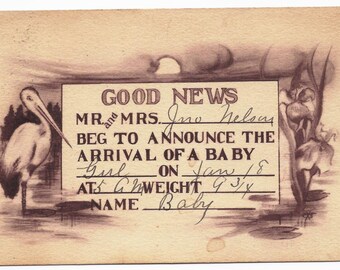 GOOD NEWS
MR. and MRS. Jno Nelson
BEG TO ANNOUNCE THE
ARRIVAL OF A BABY
Girl ON Jan 18
AT 5 AM WEIGHT 9 3/4
NAME Baby